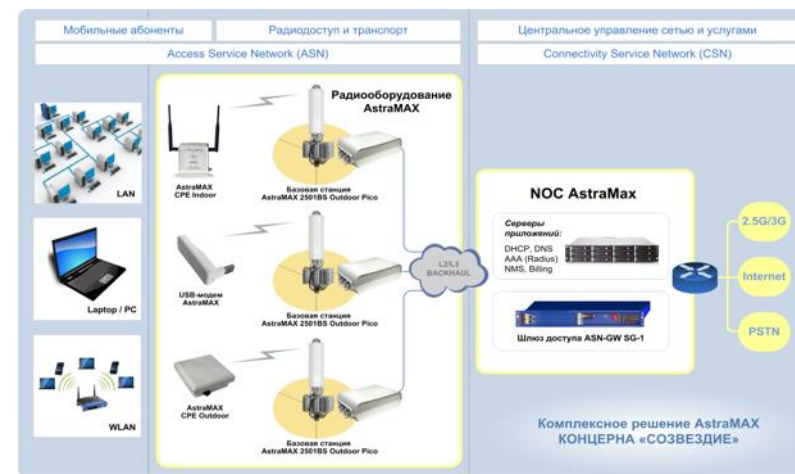 Мобильные абоненты
Радиодоступ и транспорт
Центральное управление сетью и услугами
Access Service Network (ASN)
Connectivity Service Network (CSN)
LAN
Laptop / PC
WLAN
Радиооборудование
AstraMAX
AstraMAX
CPE Indoor
Базовая станция
AstraMAX 2501BS Outdoor Pico
USB-модем
AstraMAX
Базовая станция
AstraMAX 2501BS Outdoor Pico
AstraMAX
CPE Outdoor
Базовая станция
AstraMAX 2501BS Outdoor Pico
L2/L3
BACKHAUL
NOC AstraMax
Серверы
приложений:
DHCP, DNS
AAA (Radius)
NMS, Billing
Шлюз доступа ASN-GW SG-1
2.5G/3G
Internet
PSTN
Комплексное решение AstraMAX
КОНЦЕРНА «СОЗВЕЗДИЕ»